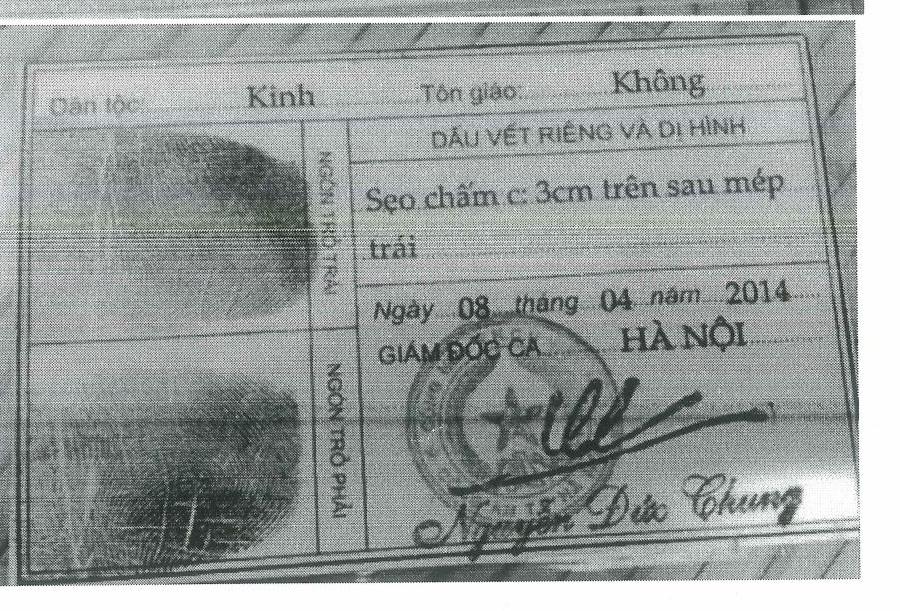 Dân tộc: Kinh Tôn giáo: Không
DẤU VẾT RIÊNG VÀ DỊ HÌNH
Sẹo chấm c: 3cm trên sau mép
trái
Ngày 08 tháng 04 năm 2014
GIÁM ĐỐC CA HÀ NỘI
Nguyễn Đức Chung
NGÓN TRỎ TRÁI
NGÓN TRỎ PHẢI